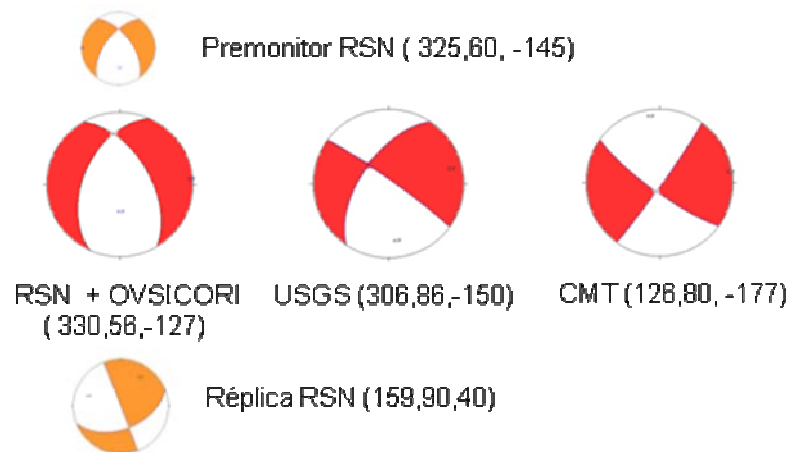 Premonitor RSN ( 325,60, -145)
RSN + OVSICORI
( 330,56,-127)
USGS (306,86,-150)
CMT (126,80, -177)
Réplica RSN (159,90,40)